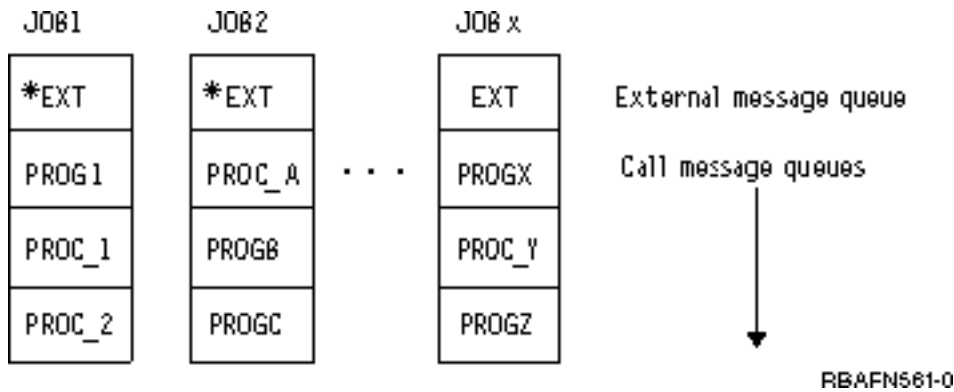 JOB1 JOB2 JOB x
*EXT *EXT EXT External message queue
PROG1 PROC_A . . . PROGX Call message queues
PROC_1 PROGB PROC_Y
PROC_2 PROGC PROGZ
RBAFN561-0